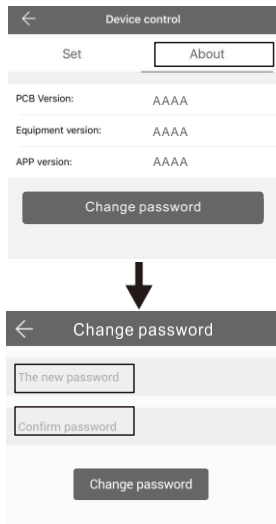 Device control
Set About
PCB Version: AAAA
Equipment version: AAAA
APP version: AAAA
Change password
Change password
The new password
Confirm password
Change password